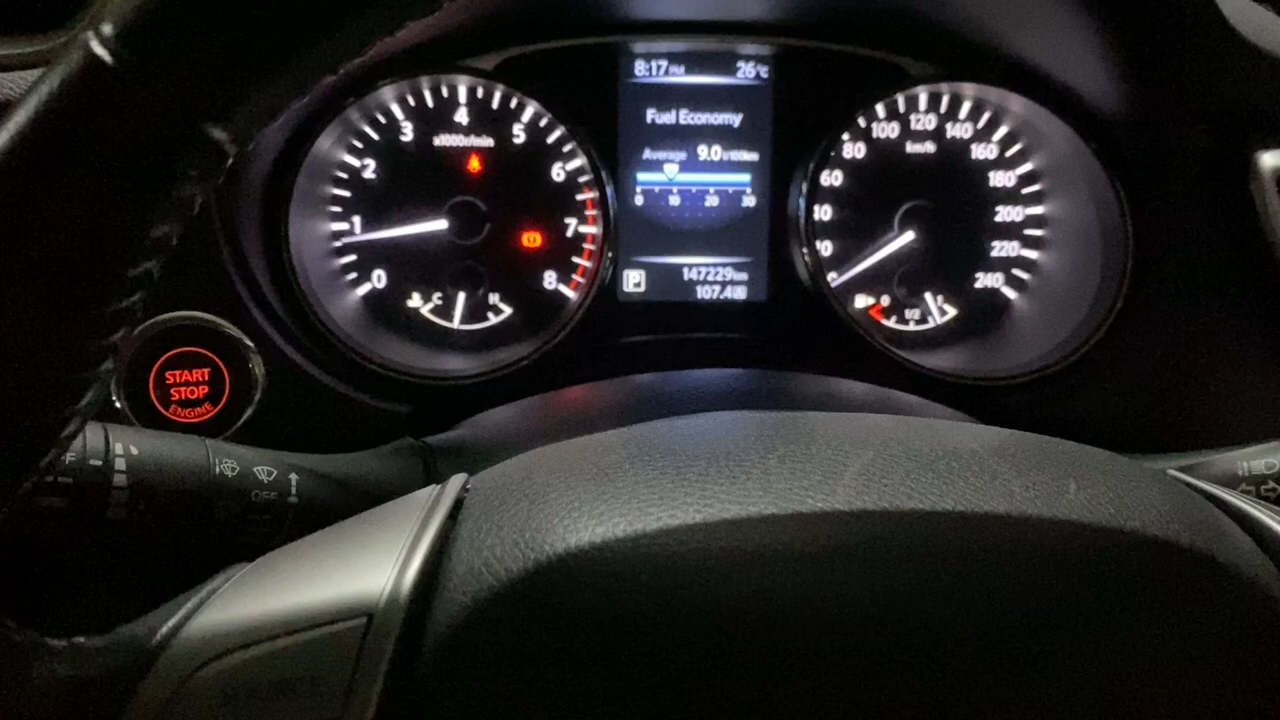 8:17 PM 26°C
Fuel Economy
Average 9.0 l/100km
0 10 20 30
P 147229km
107.4
0 1 2 3 4 5 6 7 8
x1000r/min
C H
80 100 120 140 160 180 200 220 240
60
km/h
0 1/2 1
START
STOP
ENGINE
OFF